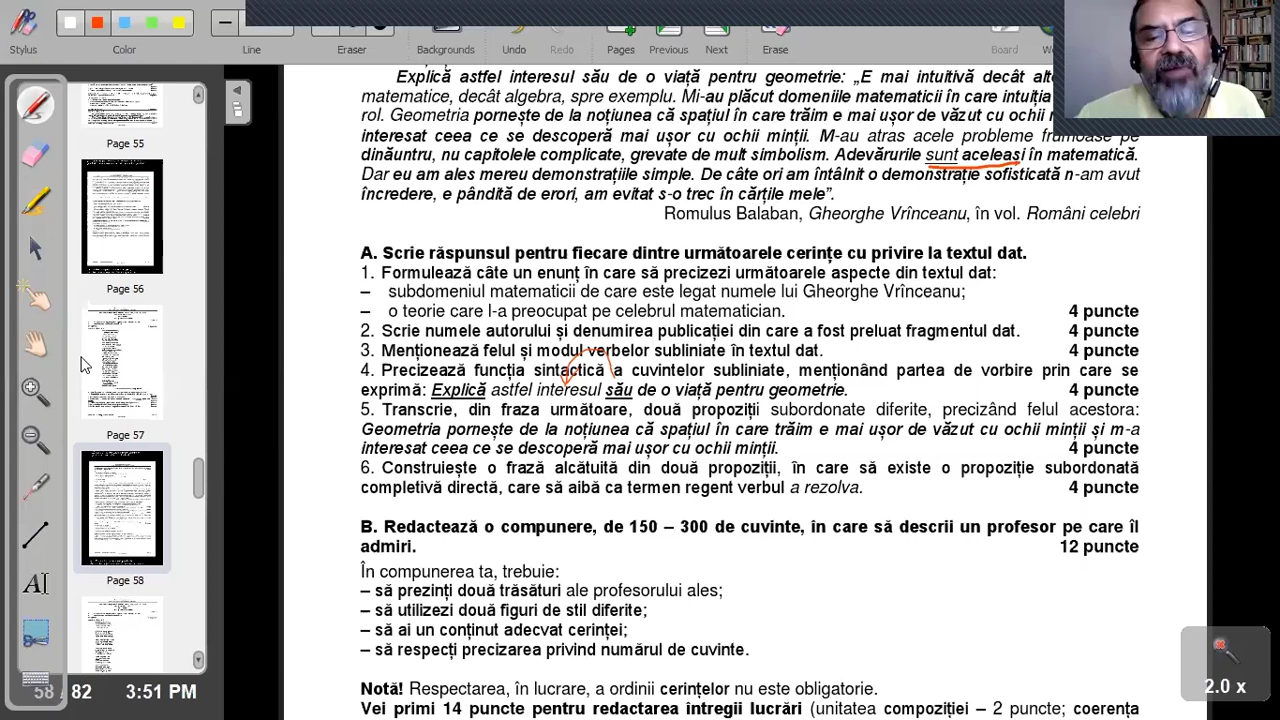 Stylus Color Line Eraser Backgrounds Undo Redo Pages Previous Next Erase Board
Page 55
Page 56
Page 57
Page 58
58 / 82 3:51 PM
Explică astfel interesul său de o viață pentru geometrie: „E mai intuitivă decât
matematice, decât algebra, spre exemplu. Mi-au plăcut domeniile matematicii în care intuiția
rol. Geometria pornește de la noțiunea că spațiul în care trăim e mai ușor de văzut cu ochii
interesat ceea ce se descoperă mai ușor cu ochii minții. M-au atras acele probleme frumoase pe
dinăuntru, nu capitolele complicate, grevate de mult simbolism. Adevărurile sunt aceleași în matematică.
Dar eu am ales mereu demonstrațiile simple. De câte ori am întâlnit o demonstrație sofisticată n-am avut
încredere, e pândită de erori, am evitat s-o trec în cărțile mele”.
Romulus Balaban, Gheorghe Vrînceanu, în vol. Români celebri
A. Scrie răspunsul pentru fiecare dintre următoarele cerințe cu privire la textul dat.
1. Formulează câte un enunț în care să precizezi următoarele aspecte din textul dat:
– subdomeniul matematicii de care este legat numele lui Gheorghe Vrînceanu;
– o teorie care l-a preocupat pe celebrul matematician. 4 puncte
2. Scrie numele autorului și denumirea publicației din care a fost preluat fragmentul dat. 4 puncte
3. Menționează felul și modul verbelor subliniate în textul dat. 4 puncte
4. Precizează funcția sintactică a cuvintelor subliniate, menționând partea de vorbire prin care se
exprimă: Explică astfel interesul său de o viață pentru geometrie. 4 puncte
5. Transcrie, din fraza următoare, două propoziții subordonate diferite, precizând felul acestora:
Geometria pornește de la noțiunea că spațiul în care trăim e mai ușor de văzut cu ochii minții și m-a
interesat ceea ce se descoperă mai ușor cu ochii minții. 4 puncte
6. Construiește o frază alcătuită din două propoziții, în care să existe o propoziție subordonată
completivă directă, care să aibă ca termen regent verbul a rezolva. 4 puncte
B. Redactează o compunere, de 150 – 300 de cuvinte, în care să descrii un profesor pe care îl
admiri. 12 puncte
În compunerea ta, trebuie:
– să prezinți două trăsături ale profesorului ales;
– să utilizezi două figuri de stil diferite;
– să ai un conținut adecvat cerinței;
– să respecți precizarea privind numărul de cuvinte.
Notă! Respectarea, în lucrare, a ordinii cerințelor nu este obligatorie.
Vei primi 14 puncte pentru redactarea întregii lucrări (unitatea compoziției – 2 puncte; coerența
2.0 x